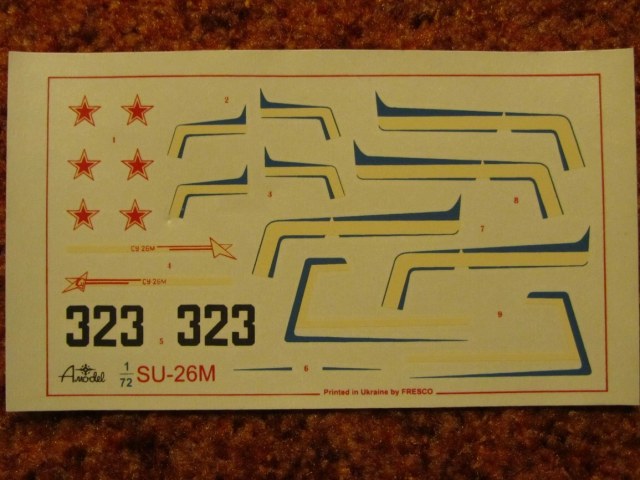 1
2
4
7
8
СУ 26М
4
СУ 26М
323
5
323
9
6
Amodel
1
72
SU-26M
Printed in Ukraine by FRESCO